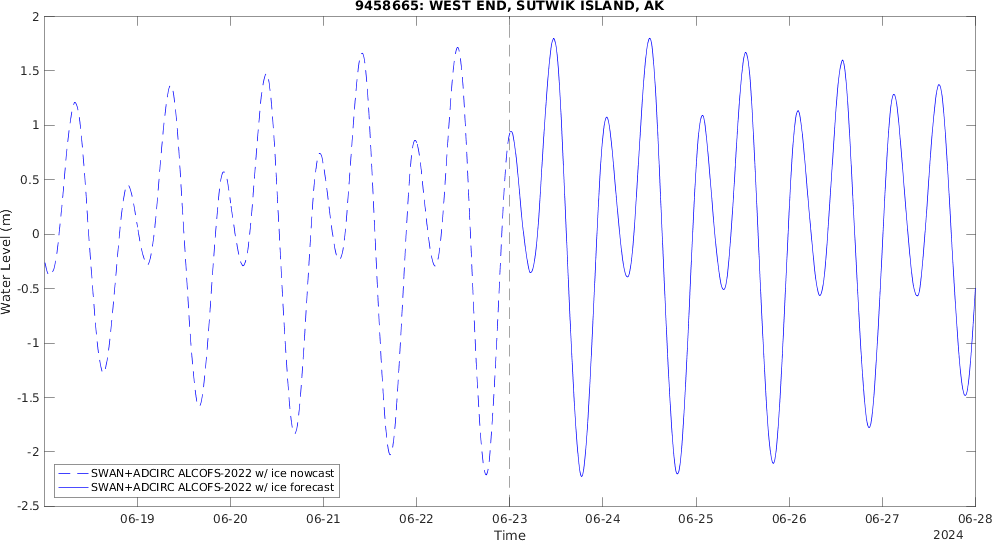 9458665: WEST END, SUTWIK ISLAND, AK
2
1.5
1
0.5
0
-0.5
-1
-1.5
-2
-2.5
Water Level (m)
SWAN+ADCIRC ALCOFS-2022 w/ ice nowcast
SWAN+ADCIRC ALCOFS-2022 w/ ice forecast
06-19 06-20 06-21 06-22 06-23 06-24 06-25 06-26 06-27 06-28
Time
2024